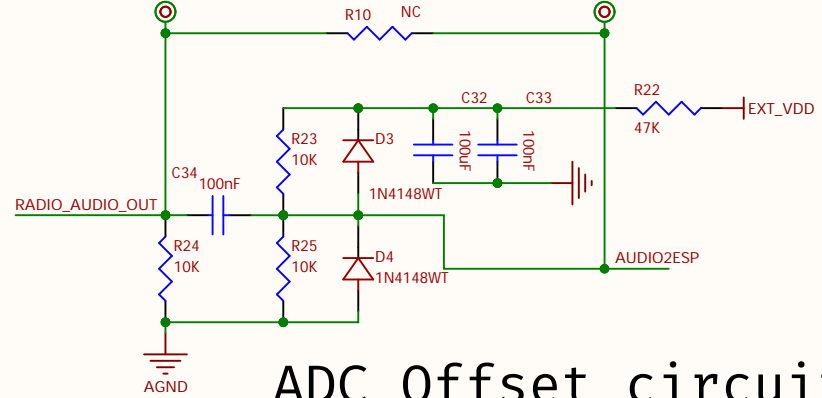 R10 NC
C32 C33 R22
EXT_VDD
47K
R23
10K
D3
100uF
100nF
C34
100nF
1N4148WT
RADIO_AUDIO_OUT
R24
10K
R25
10K
D4
1N4148WT
AUDIO2ESP
AGND
ADC Offset circui